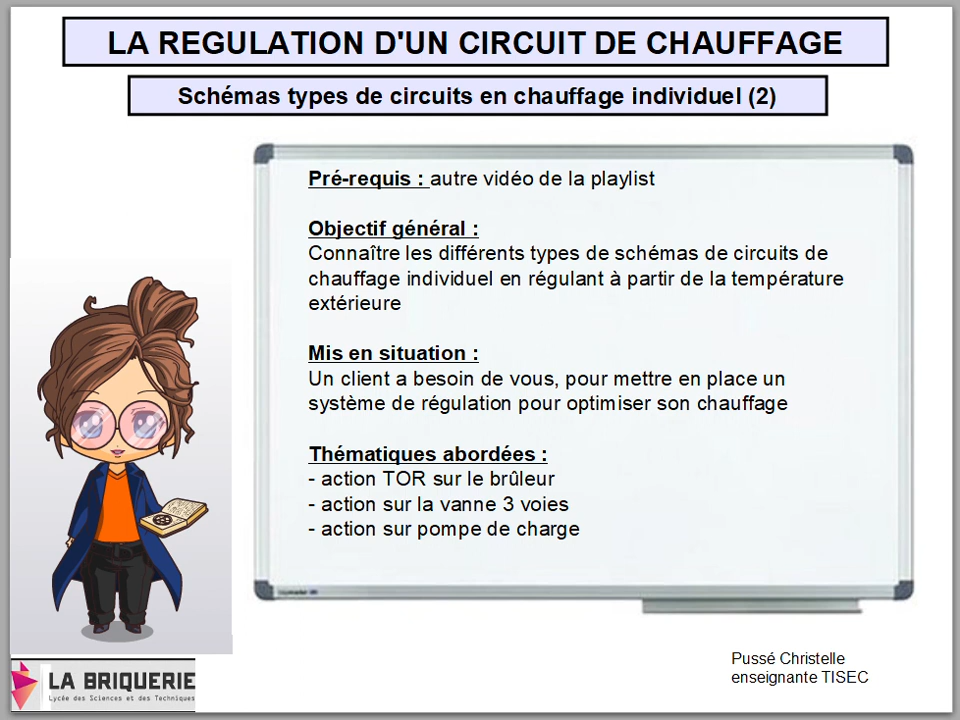 LA REGULATION D'UN CIRCUIT DE CHAUFFAGE
Schémas types de circuits en chauffage individuel (2)
Pré-requis : autre vidéo de la playlist
Objectif général :
Connaître les différents types de schémas de circuits de
chauffage individuel en régulant à partir de la température
extérieure
Mis en situation :
Un client a besoin de vous, pour mettre en place un
système de régulation pour optimiser son chauffage
Thématiques abordées :
- action TOR sur le brûleur
- action sur la vanne 3 voies
- action sur pompe de charge
Pussé Christelle
enseignante TISEC
LA BRIQUERIE
Lycée des Sciences et des Techniques